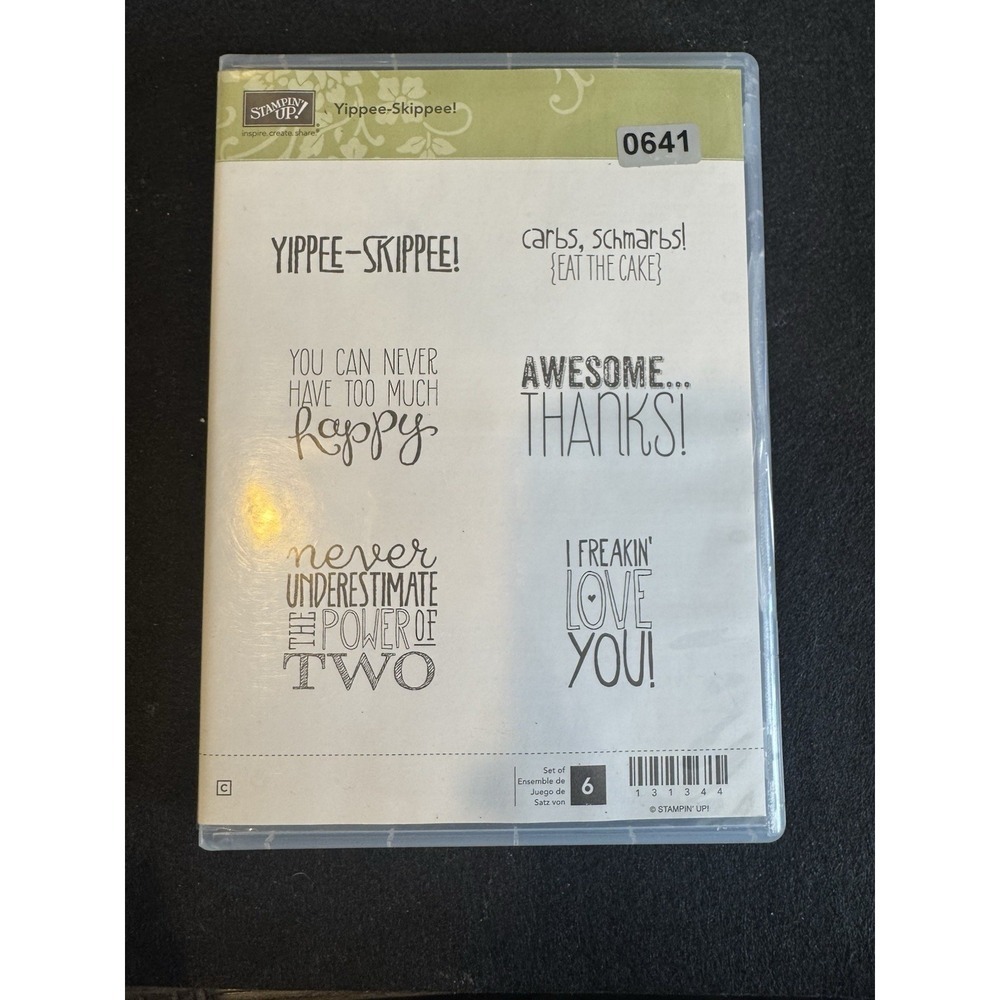 STAMPIN' UP!
inspire. create. share.
Yippee-Skippee!
0641
YIPPEE-SKIPPEE!
carbs, schmarbs!
{EAT THE CAKE}
YOU CAN NEVER
HAVE TOO MUCH
happy
AWESOME...
THANKS!
never
UNDERESTIMATE
THE POWER OF
TWO
I FREAKIN'
LOVE
YOU!
C
Set of
Ensemble de
Juego de
Satz von
6
131344
© STAMPIN' UP!